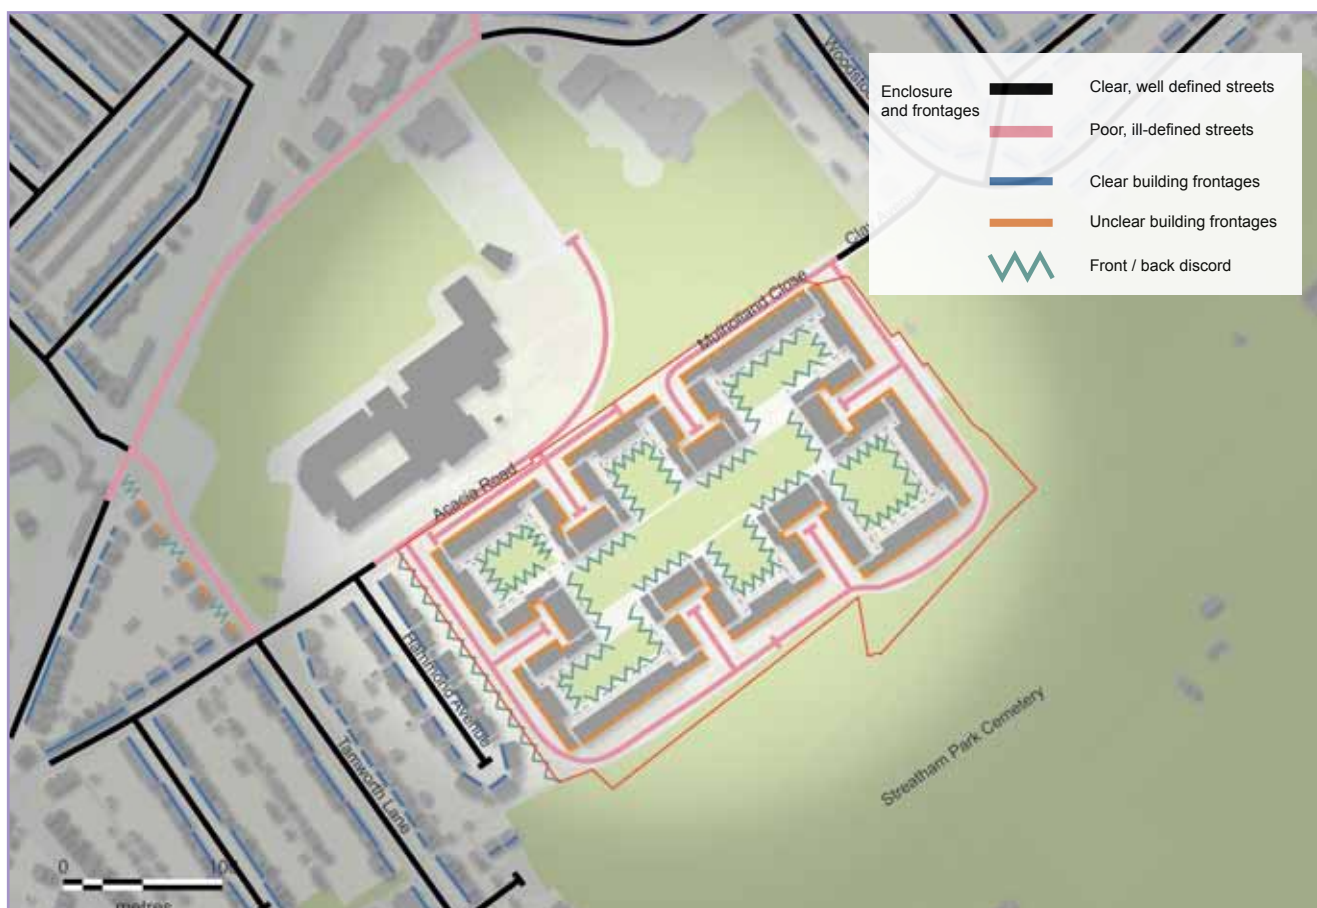 Enclosure
and frontages
Clear, well defined streets
Poor, ill-defined streets
Clear building frontages
Unclear building frontages
Front / back discord
Mulholland Close
Acacia Road
Hammond Avenue
Tamworth Lane
Streatham Park Cemetery
0
metres